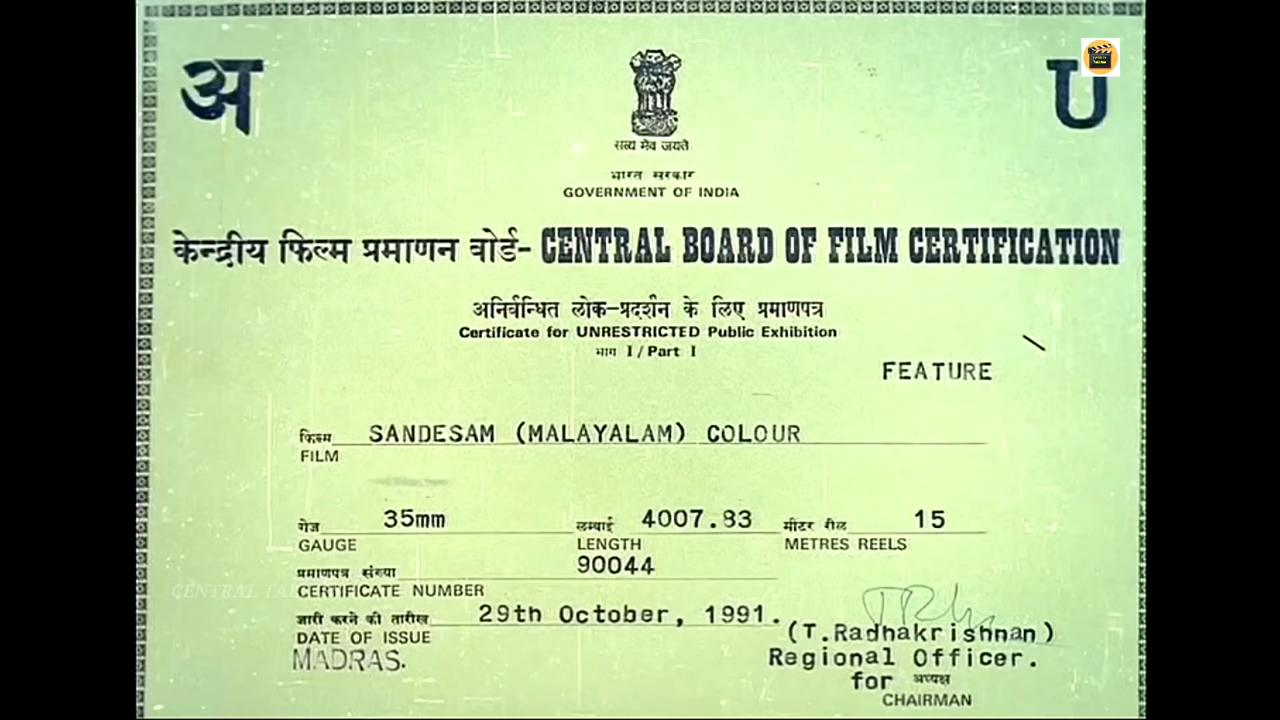 अ U
सत्य मेव जयते
भारत सरकार
GOVERNMENT OF INDIA
केन्द्रीय फिल्म प्रमाणन बोर्ड- CENTRAL BOARD OF FILM CERTIFICATION
अनिर्बन्धित लोक-प्रदर्शन के लिए प्रमाणपत्र
Certificate for UNRESTRICTED Public Exhibition
भाग I / Part I
FEATURE
फिल्म SANDESAM (MALAYALAM) COLOUR
FILM
गेज 35mm लम्बाई 4007.83 मीटर रील 15
GAUGE LENGTH METRES REELS
प्रमाणपत्र संख्या 90044
CERTIFICATE NUMBER
जारी करने की तारीख 29th October, 1991.
DATE OF ISSUE
(T.Radhakrishnan)
MADRAS.
Regional Officer.
for अध्यक्ष
CHAIRMAN
CENTRAL